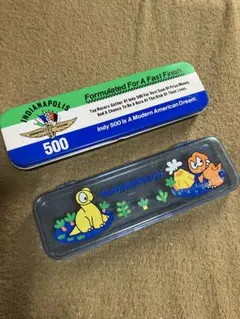 Formulated For A Fast Finish.
Top Racers Gather At Indy 500 For Vast Sum Of Prize Money
And A Chance To Be A Hero At The Risk Of Their Lives.
Indy 500 Is A Modern American Dream.
INDIANAPOLIS
500